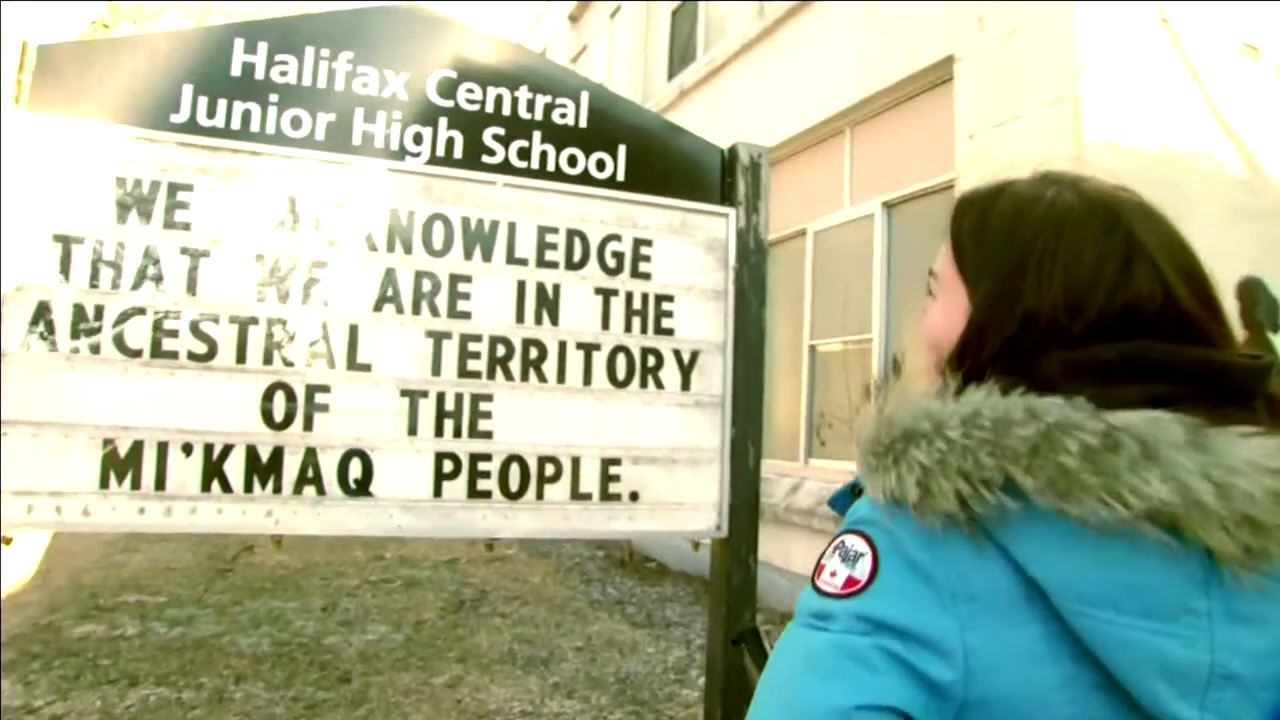 Halifax Central
Junior High School
WE ACKNOWLEDGE
THAT WE ARE IN THE
ANCESTRAL TERRITORY
OF THE
MI'KMAQ PEOPLE.
Pajar